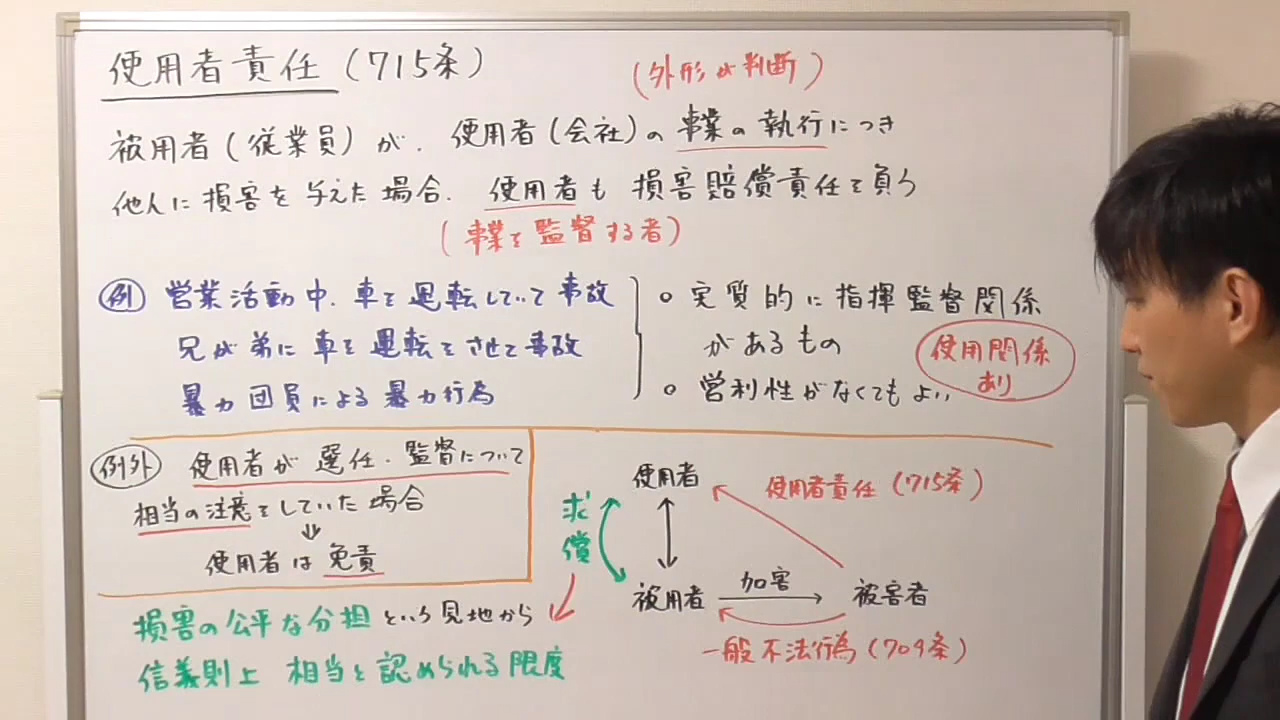 使用者責任(715条)
(外形が判断)
被用者(従業員)が、使用者(会社)の事業の執行につき
他人に損害を与えた場合、使用者も損害賠償責任を負う
(事業を監督する者)
例 営業活動中、車を運転していて事故
兄が弟に車を運転をさせて事故
暴力団員による暴力行為
○実質的に指揮監督関係
があるもの
○営利性がなくてもよい
使用関係
あり
例外 使用者が選任、監督について
相当の注意をしていた場合
使用者は免責
使用者
使用者責任(715条)
求償
被用者
加害
被害者
一般不法行為(709条)
損害の公平な分担という見地から
信義則上 相当と認められる限度